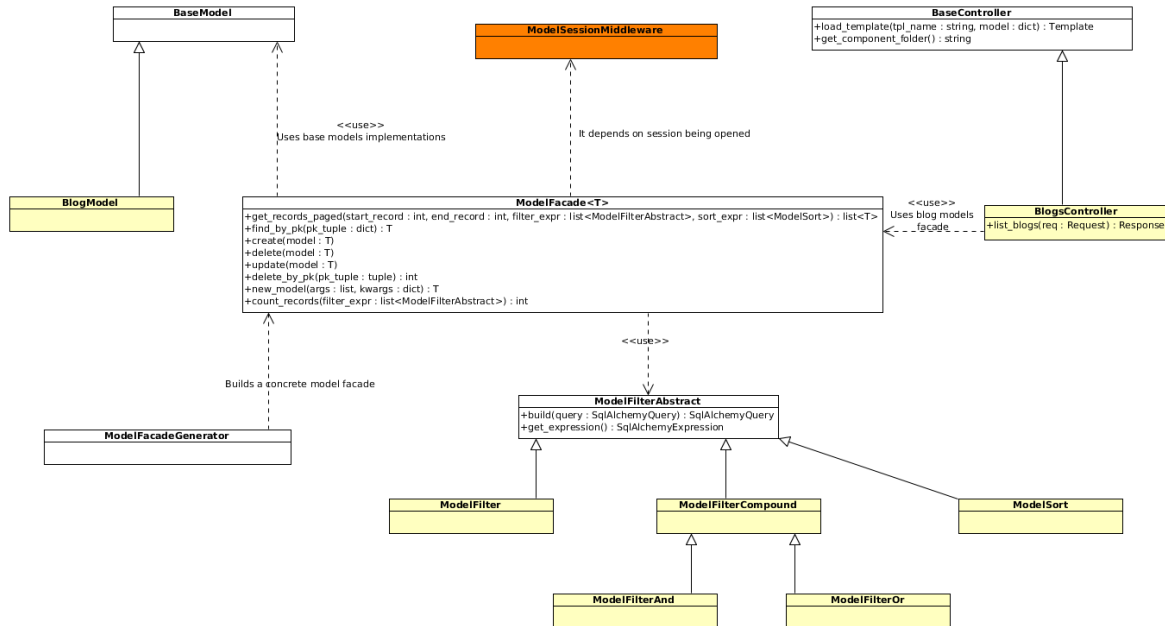 BaseModel
ModelSessionMiddleware
BaseController
+load_template(tpl_name : string, model : dict) : Template
+get_component_folder() : string
<<use>>
Uses base models implementations
It depends on session being opened
BlogModel
ModelFacade<T>
+get_records_paged(start_record : int, end_record : int, filter_expr : list<ModelFilterAbstract>, sort_expr : list<ModelSort>) : list<T>
+find_by_pk(pk_tuple : dict) : T
+create(model : T)
+delete(model : T)
+update(model : T)
+delete_by_pk(pk_tuple : tuple) : int
+new_model(args : list, kwargs : dict) : T
+count_records(filter_expr : list<ModelFilterAbstract>) : int
<<use>>
Uses blog models
facade
BlogsController
+list_blogs(req : Request) : Response
<<use>>
Builds a concrete model facade
ModelFacadeGenerator
ModelFilterAbstract
+build(query : SqlAlchemyQuery) : SqlAlchemyQuery
+get_expression() : SqlAlchemyExpression
ModelFilter
ModelFilterCompound
ModelSort
ModelFilterAnd
ModelFilterOr